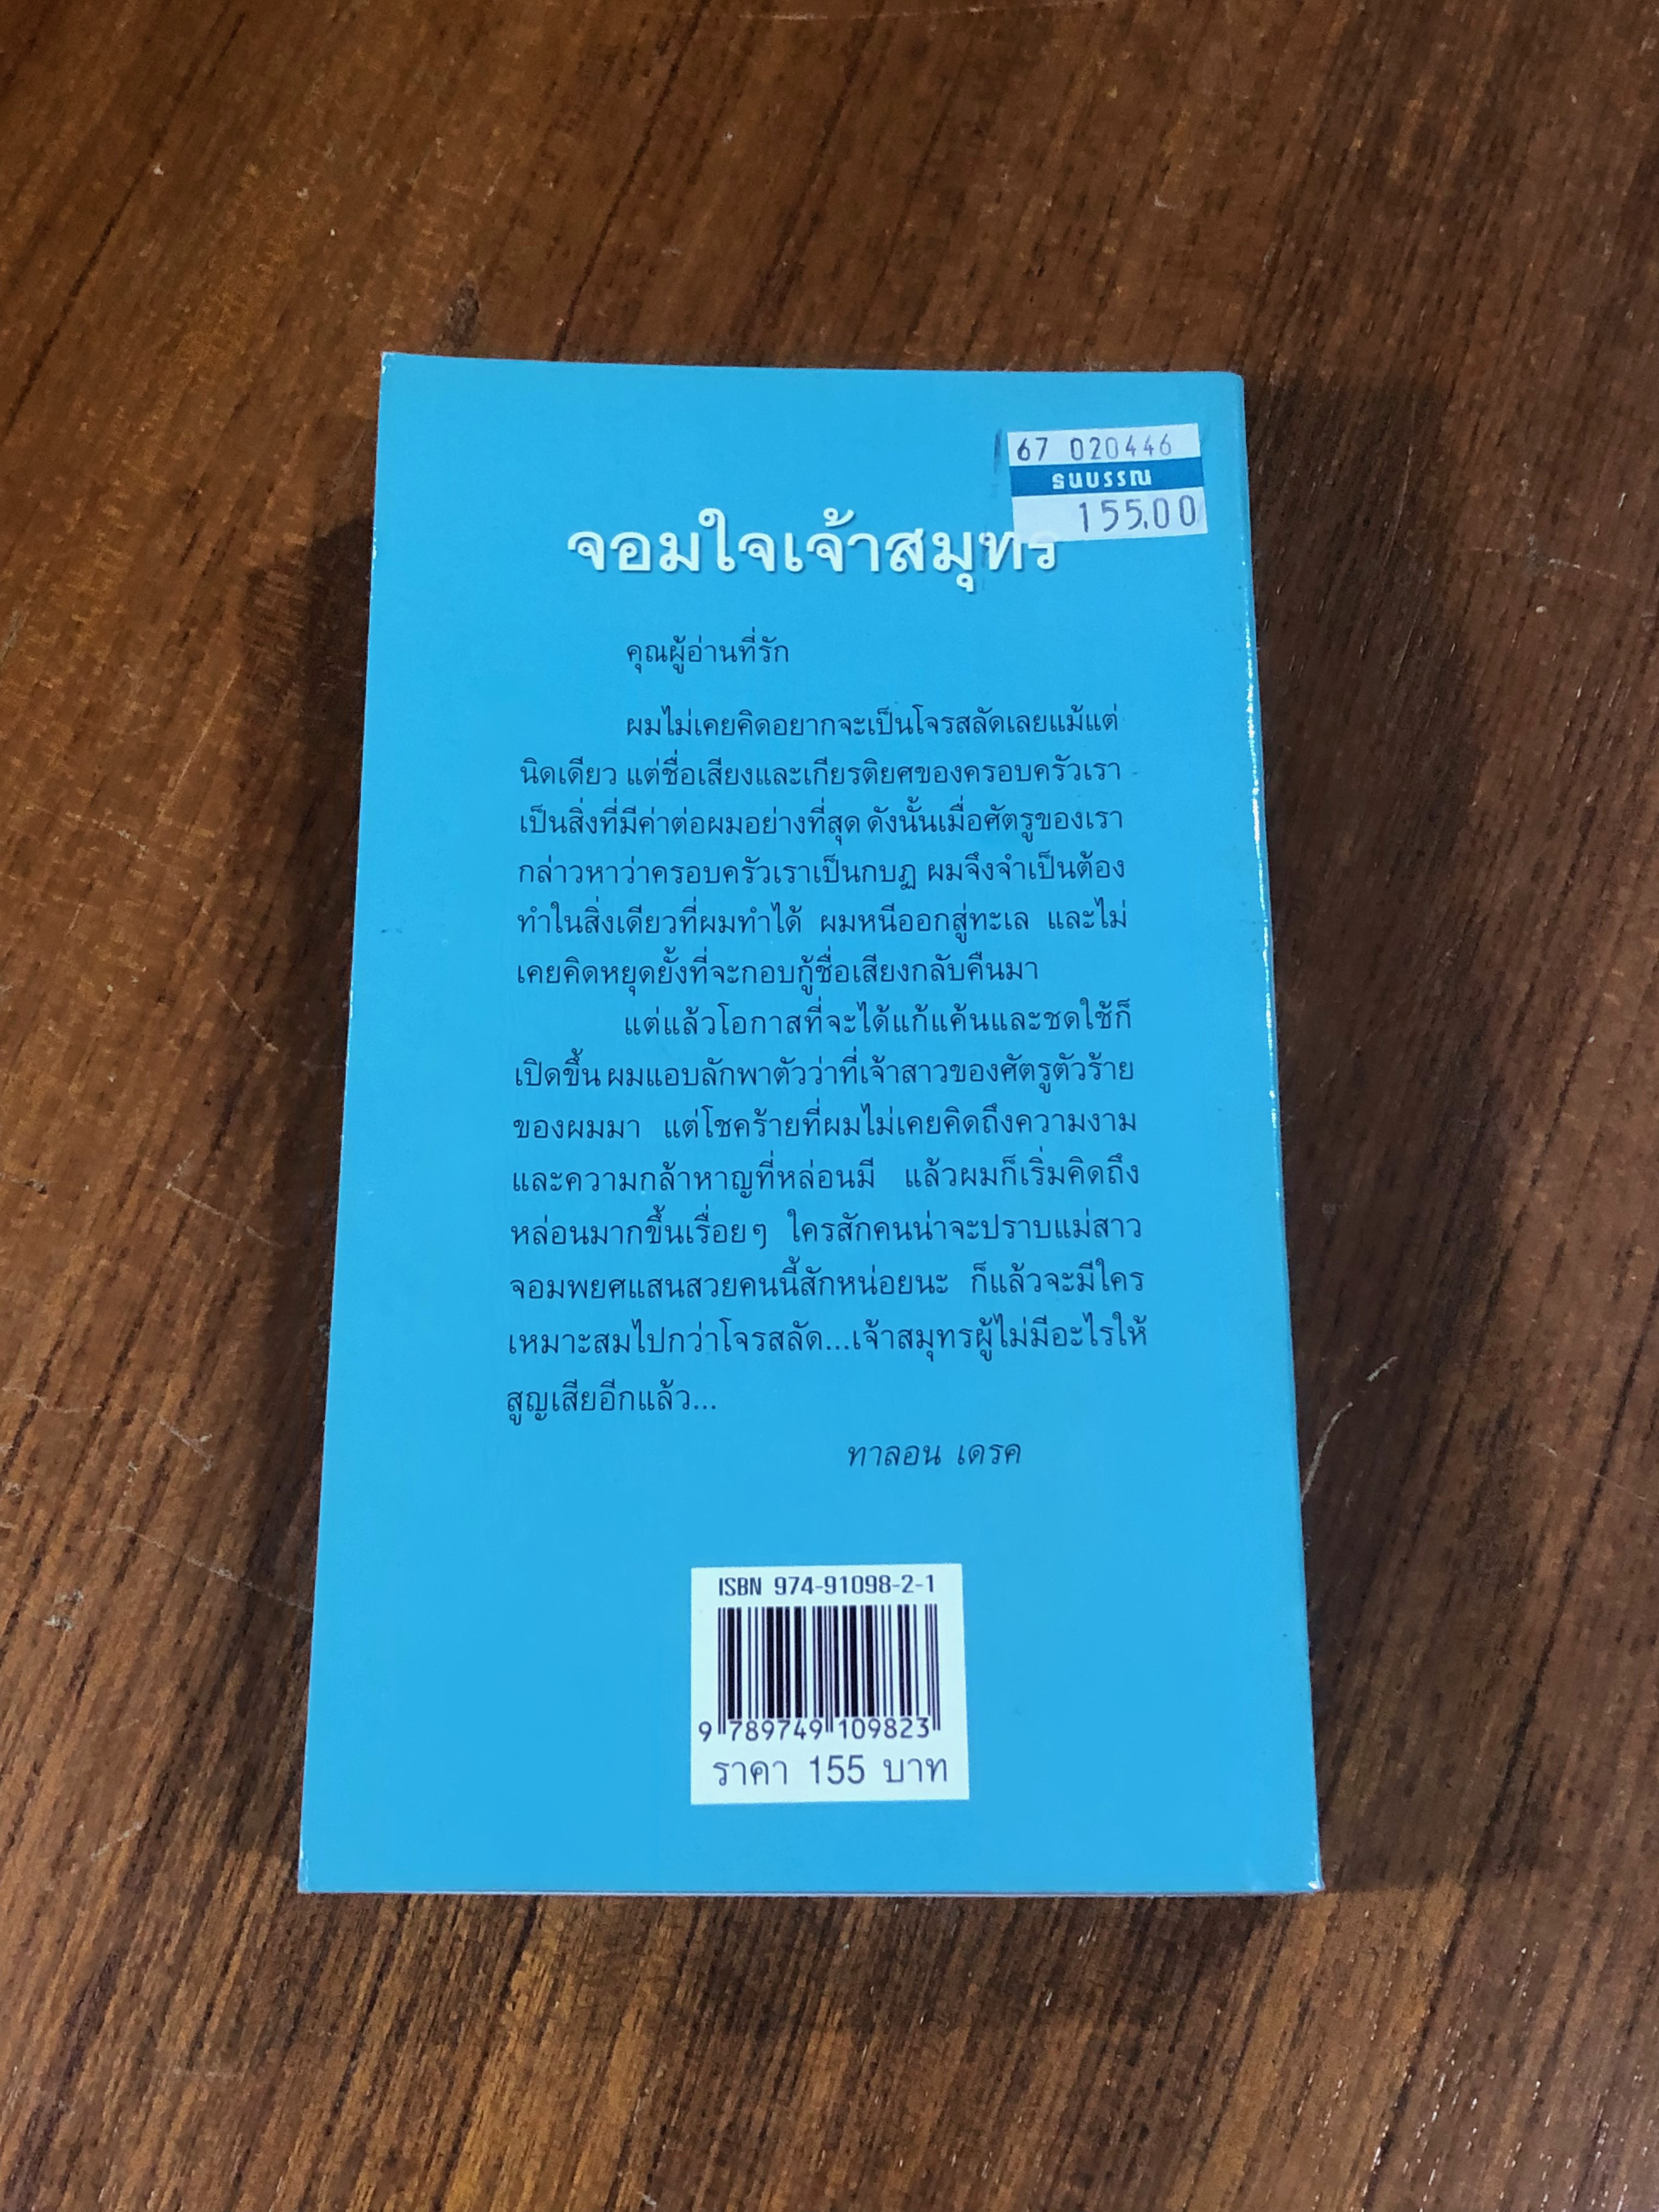 67 020446
ธนบรรณ
155.00
จอมใจเจ้าสมุทร
คุณผู้อ่านที่รัก
ผมไม่เคยคิดอยากจะเป็นโจรสลัดเลยแม้แต่
นิดเดียว แต่ชื่อเสียงและเกียรติยศของครอบครัวเรา
เป็นสิ่งที่มีค่าต่อผมอย่างที่สุด ดังนั้นเมื่อศัตรูของเรา
กล่าวหาว่าครอบครัวเราเป็นกบฏ ผมจึงจำเป็นต้อง
ทำในสิ่งเดียวที่ผมทำได้ ผมหนีออกสู่ทะเล และไม่
เคยคิดหยุดยั้งที่จะกอบกู้ชื่อเสียงกลับคืนมา
แต่แล้วโอกาสที่จะได้แก้แค้นและชดใช้ก็
เปิดขึ้น ผมแอบลักพาตัวว่าที่เจ้าสาวของศัตรูตัวร้าย
ของผมมา แต่โชคร้ายที่ผมไม่เคยคิดถึงความงาม
และความกล้าหาญที่หล่อนมี แล้วผมก็เริ่มคิดถึง
หล่อนมากขึ้นเรื่อยๆ ใครสักคนน่าจะปราบแม่สาว
จอมพยศแสนสวยคนนี้สักหน่อยนะ ก็แล้วจะมีใคร
เหมาะสมไปกว่าโจรสลัด...เจ้าสมุทรผู้ไม่มีอะไรให้
สูญเสียอีกแล้ว...
ทาลอน เดรค
ISBN 974-91098-2-1
9 789749 109823
ราคา 155 บาท